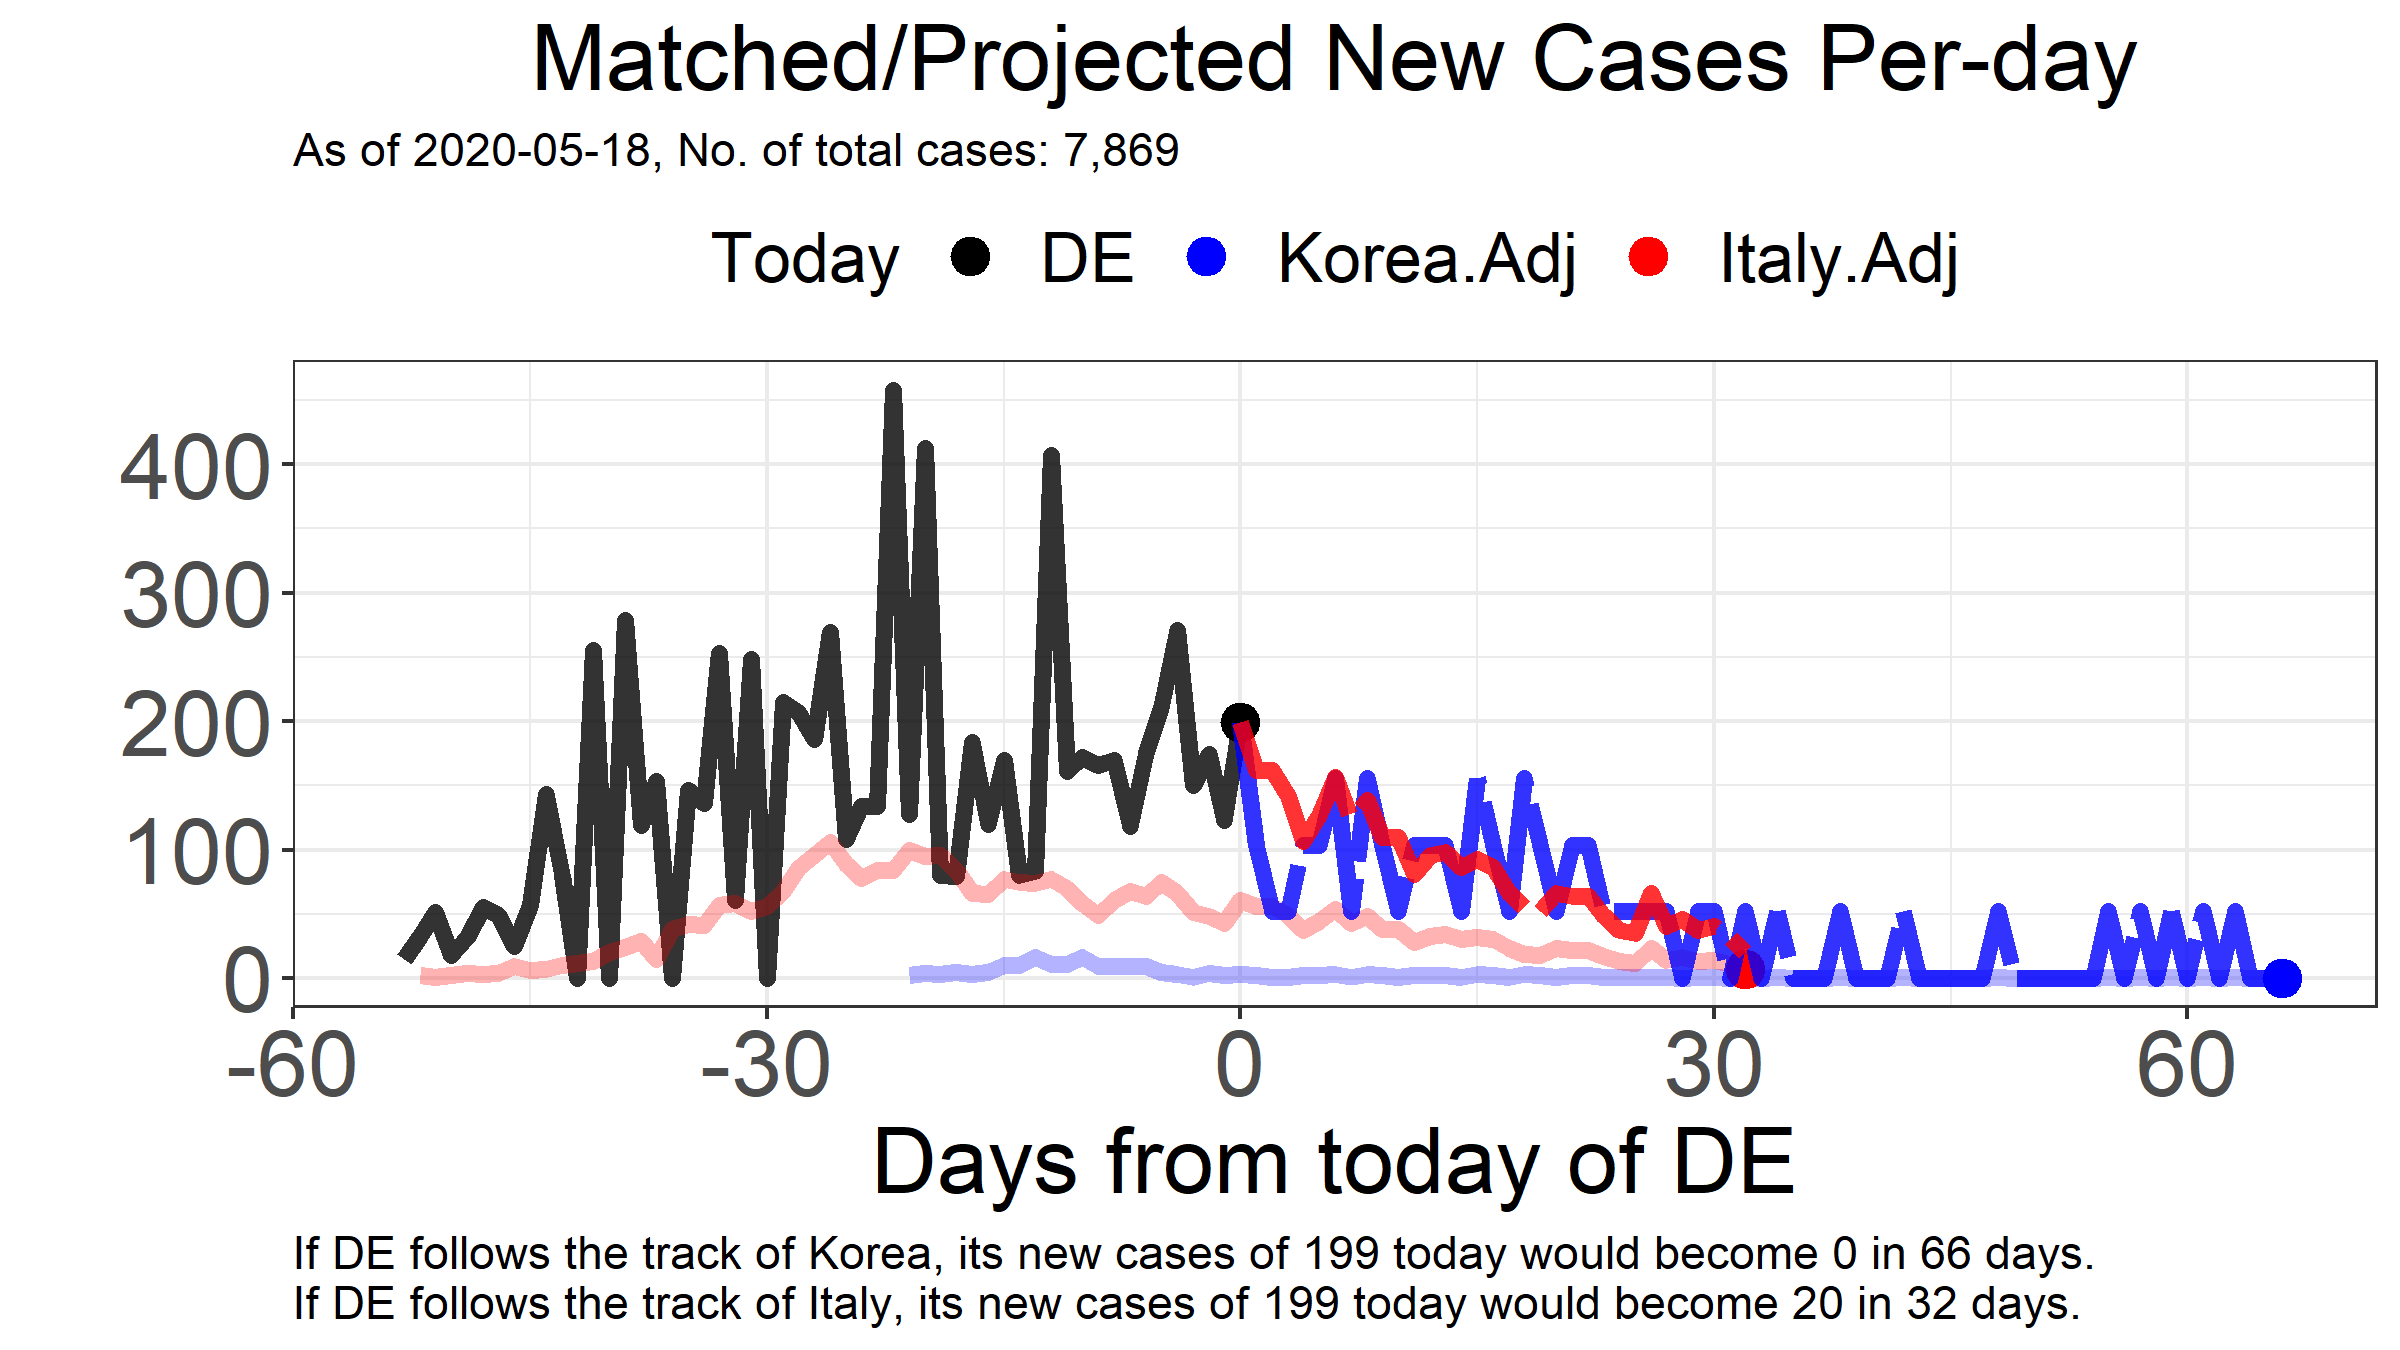 Matched/Projected New Cases Per-day
As of 2020-05-18, No. of total cases: 7,869
Today DE Korea.Adj Italy.Adj
400
300
200
100
0
-60 -30 0 30 60
Days from today of DE
If DE follows the track of Korea, its new cases of 199 today would become 0 in 66 days.
If DE follows the track of Italy, its new cases of 199 today would become 20 in 32 days.